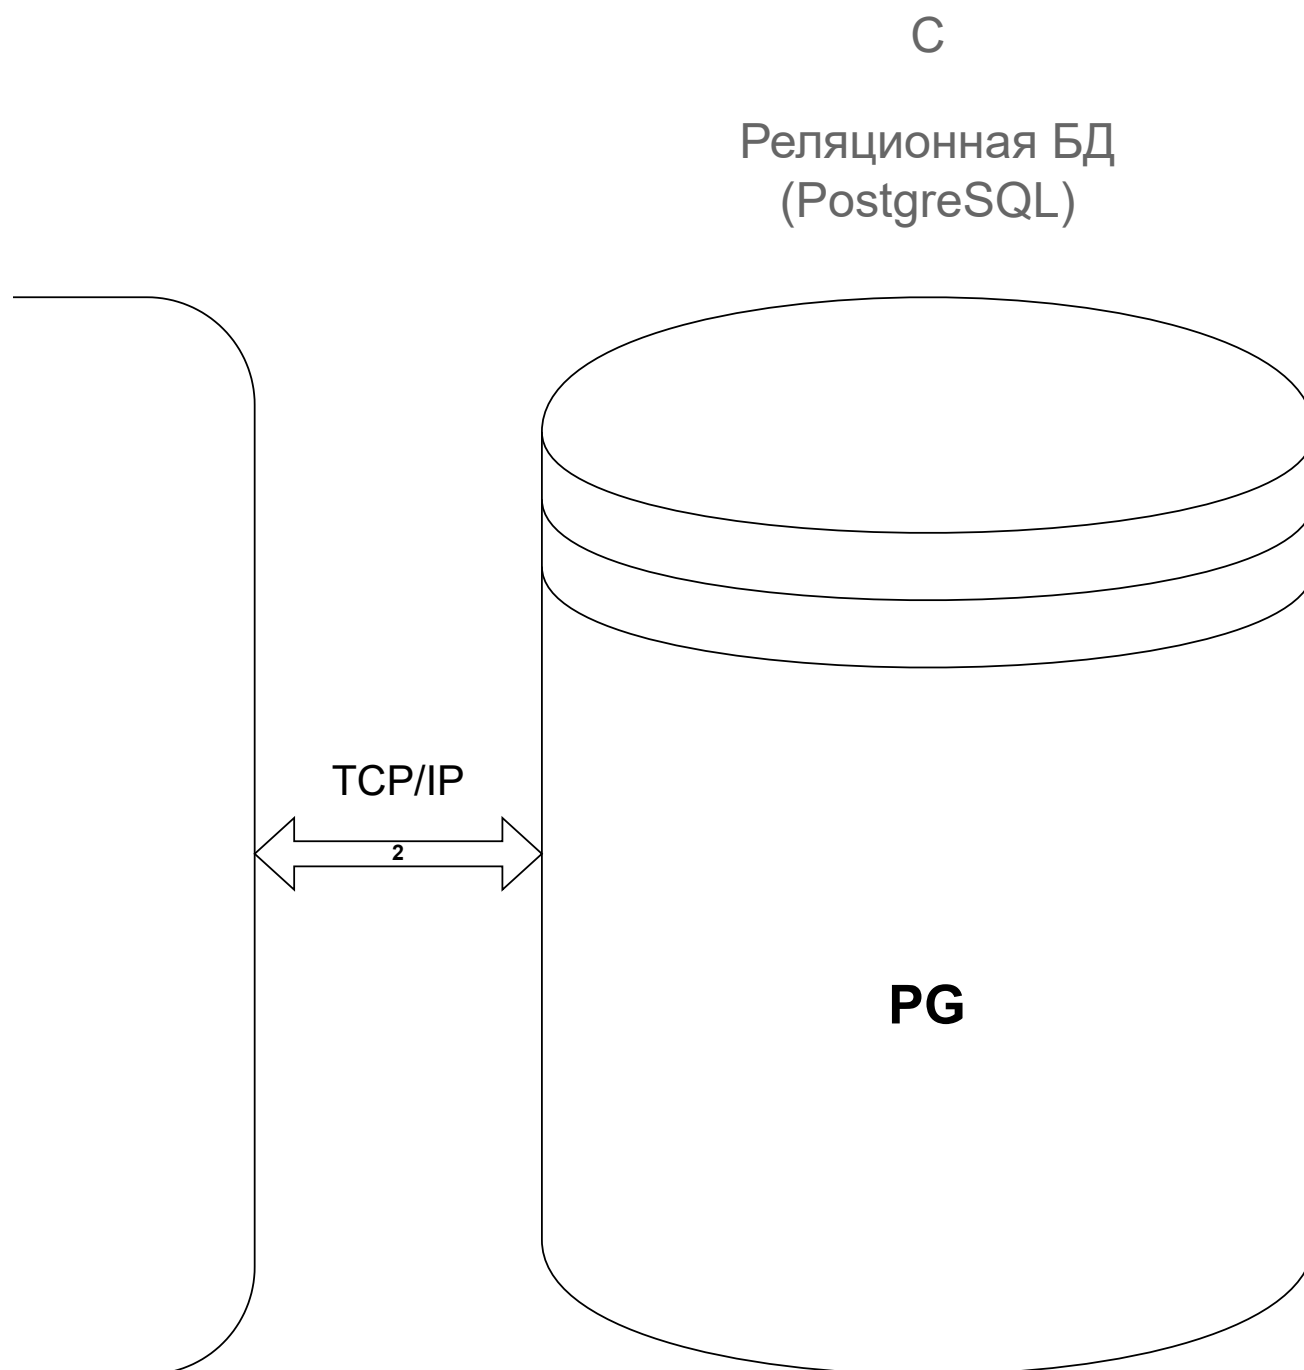 С
Реляционная БД
(PostgreSQL)
TCP/IP
2
PG